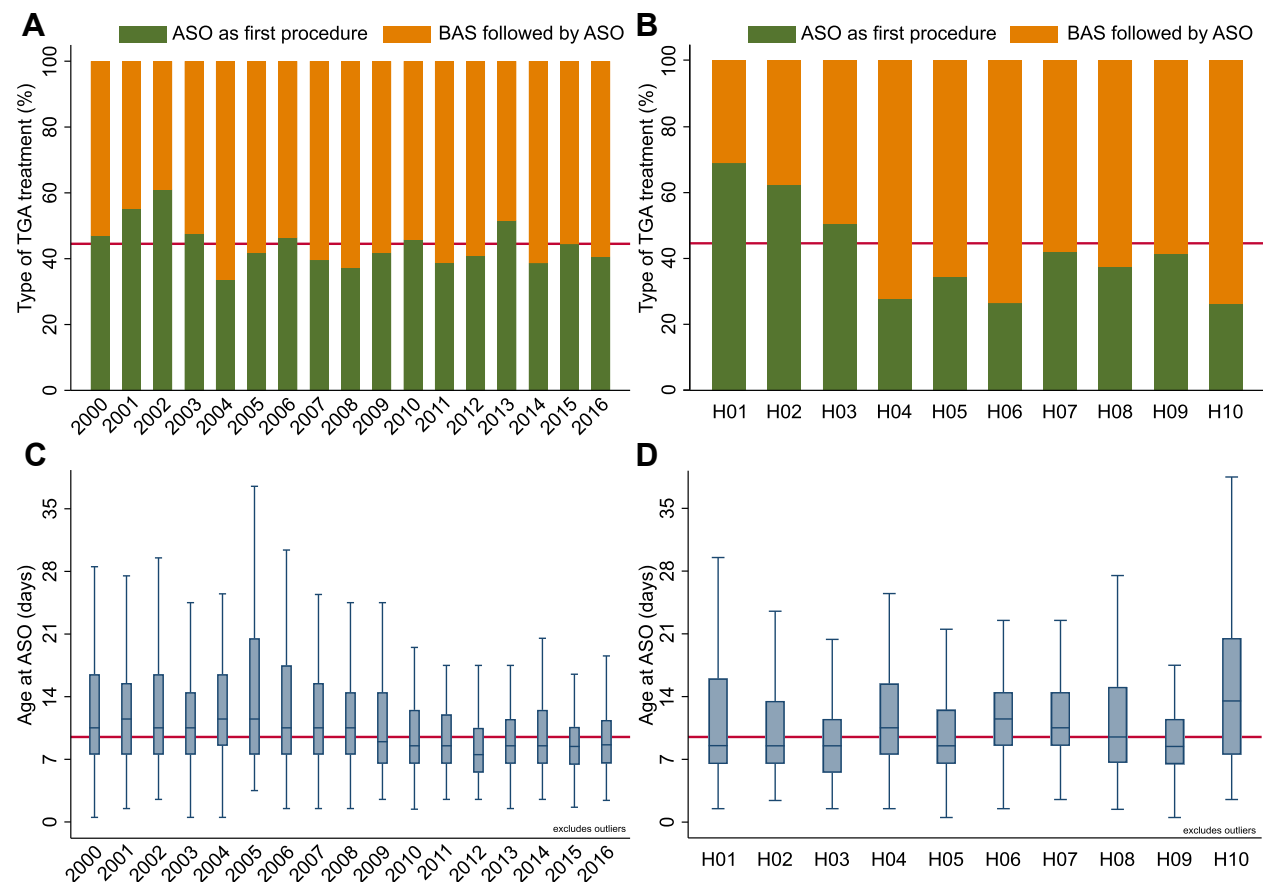 A
ASO as first procedure
BAS followed by ASO
Type of TGA treatment (%)
100
80
60
40
20
0
2000 2001 2002 2003 2004 2005 2006 2007 2008 2009 2010 2011 2012 2013 2014 2015 2016
B
ASO as first procedure
BAS followed by ASO
Type of TGA treatment (%)
100
80
60
40
20
0
H01 H02 H03 H04 H05 H06 H07 H08 H09 H10
C
Age at ASO (days)
35
28
21
14
7
0
excludes outliers
2000 2001 2002 2003 2004 2005 2006 2007 2008 2009 2010 2011 2012 2013 2014 2015 2016
D
Age at ASO (days)
35
28
21
14
7
0
excludes outliers
H01 H02 H03 H04 H05 H06 H07 H08 H09 H10